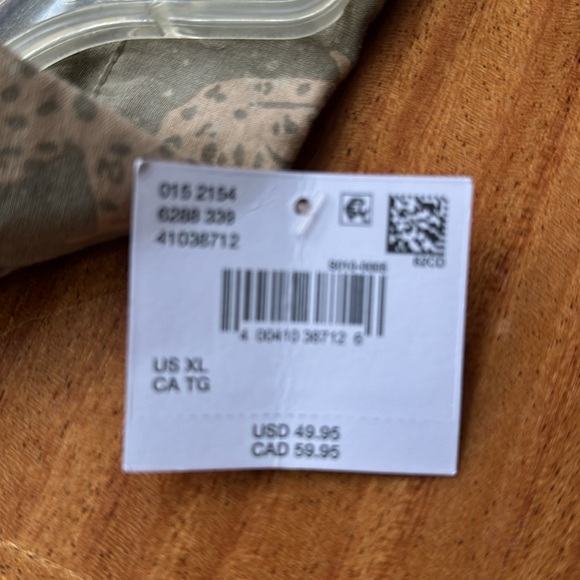 015 2154
6288 339
41038712
62CD
4 00410 38712 6
US XL
CA TG
USD 49.95
CAD 59.95